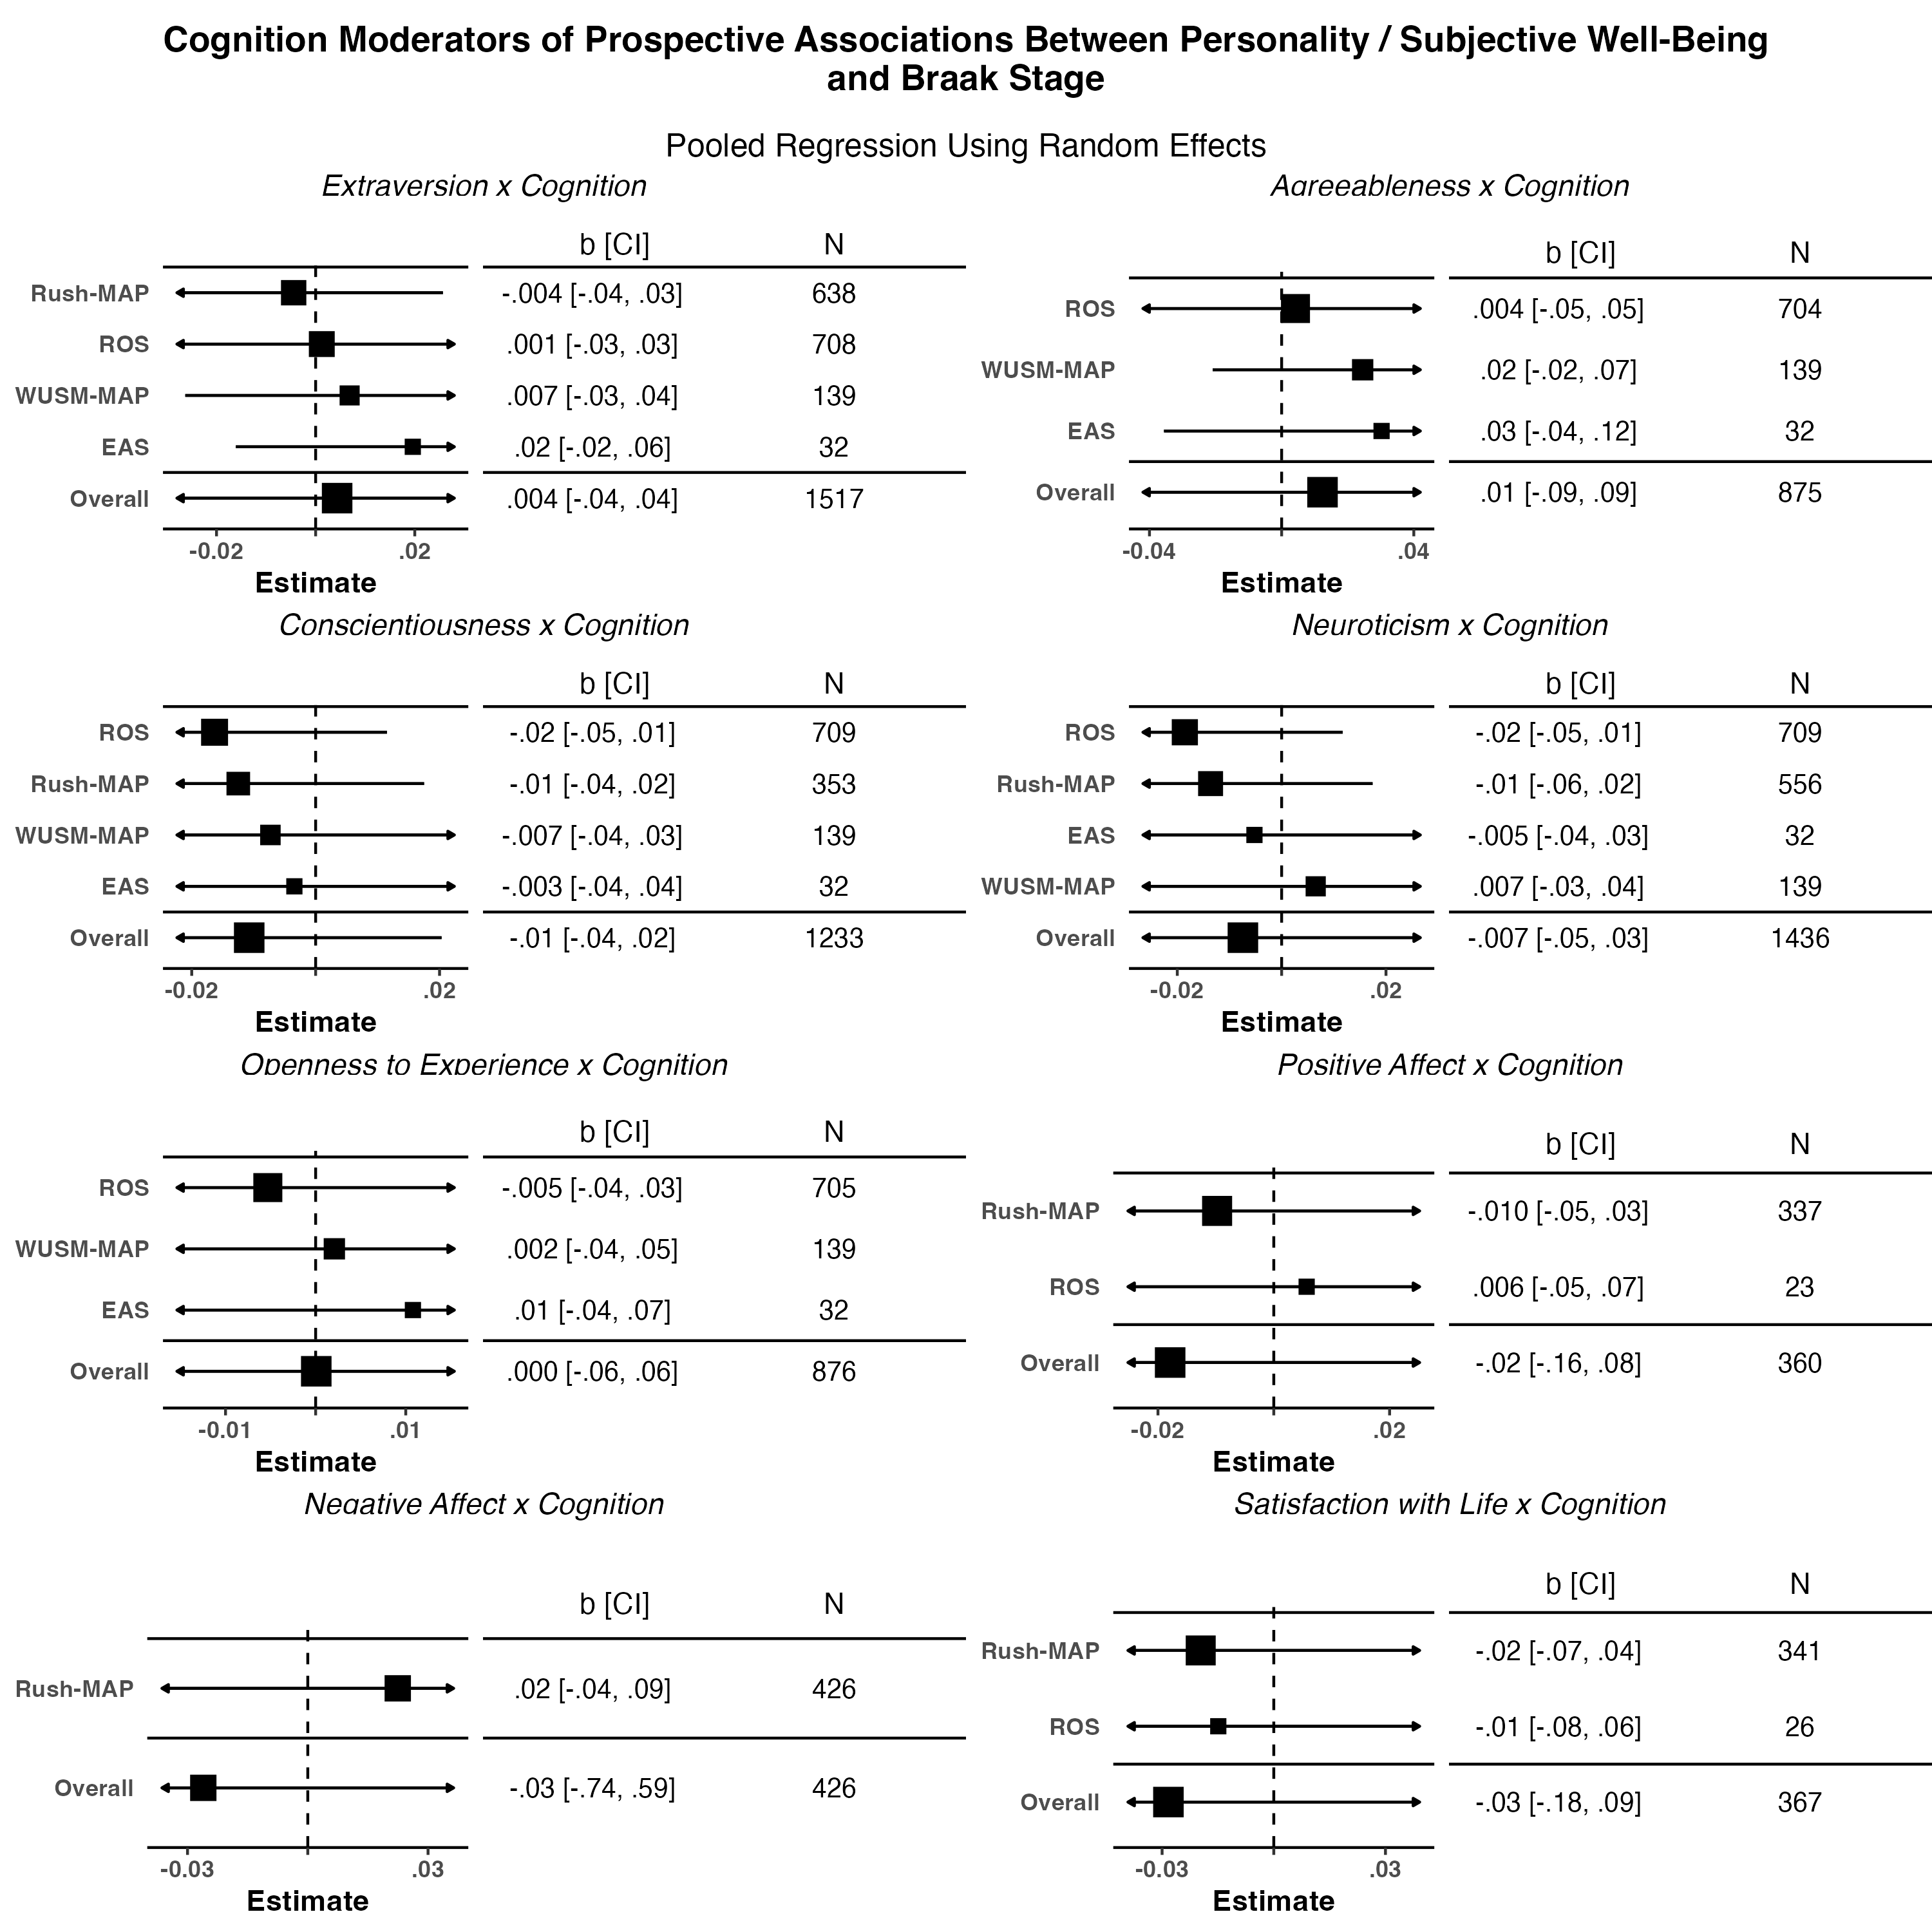 Cognition Moderators of Prospective Associations Between Personality / Subjective Well-Being
and Braak Stage
Pooled Regression Using Random Effects
Extraversion x Cognition
b [CI] N
Rush-MAP -.004 [-.04, .03] 638
ROS .001 [-.03, .03] 708
WUSM-MAP .007 [-.03, .04] 139
EAS .02 [-.02, .06] 32
Overall .004 [-.04, .04] 1517
-0.02 .02
Estimate
Agreeableness x Cognition
b [CI] N
ROS .004 [-.05, .05] 704
WUSM-MAP .02 [-.02, .07] 139
EAS .03 [-.04, .12] 32
Overall .01 [-.09, .09] 875
-0.04 .04
Estimate
Conscientiousness x Cognition
b [CI] N
ROS -.02 [-.05, .01] 709
Rush-MAP -.01 [-.04, .02] 353
WUSM-MAP -.007 [-.04, .03] 139
EAS -.003 [-.04, .04] 32
Overall -.01 [-.04, .02] 1233
-0.02 .02
Estimate
Neuroticism x Cognition
b [CI] N
ROS -.02 [-.05, .01] 709
Rush-MAP -.01 [-.06, .02] 556
EAS -.005 [-.04, .03] 32
WUSM-MAP .007 [-.03, .04] 139
Overall -.007 [-.05, .03] 1436
-0.02 .02
Estimate
Openness to Experience x Cognition
b [CI] N
ROS -.005 [-.04, .03] 705
WUSM-MAP .002 [-.04, .05] 139
EAS .01 [-.04, .07] 32
Overall .000 [-.06, .06] 876
-0.01 .01
Estimate
Positive Affect x Cognition
b [CI] N
Rush-MAP -.010 [-.05, .03] 337
ROS .006 [-.05, .07] 23
Overall -.02 [-.16, .08] 360
-0.02 .02
Estimate
Negative Affect x Cognition
b [CI] N
Rush-MAP .02 [-.04, .09] 426
Overall -.03 [-.74, .59] 426
-0.03 .03
Estimate
Satisfaction with Life x Cognition
b [CI] N
Rush-MAP -.02 [-.07, .04] 341
ROS -.01 [-.08, .06] 26
Overall -.03 [-.18, .09] 367
-0.03 .03
Estimate